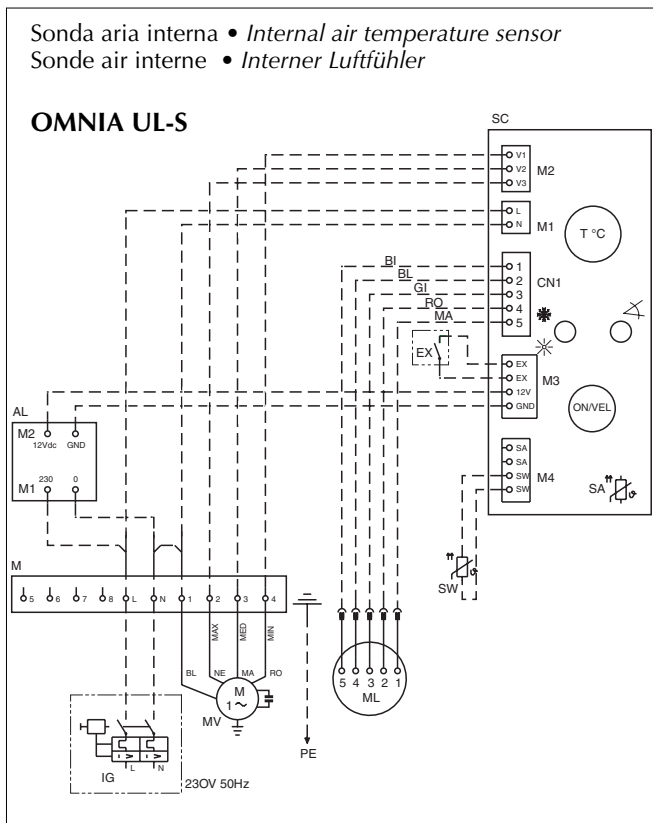 Sonda aria interna • Internal air temperature sensor
Sonde air interne • Interner Luftfühler
OMNIA UL-S
SC
V1
V2
V3
M2
L
N
M1
T °C
BI
BL
GI
RO
MA
1
2
3
4
5
CN1
EX
EX
EX
12V
GND
M3
ON/VEL
AL
M2
12Vdc
GND
M1
230
0
SA
SA
SW
SW
M4
SA
SW
M
5
6
7
8
L
N
1
2
3
4
MAX
MED
MIN
BL
NE
MA
RO
M
1~
MV
5
4
3
2
1
ML
PE
IG
L
N
23OV 50Hz